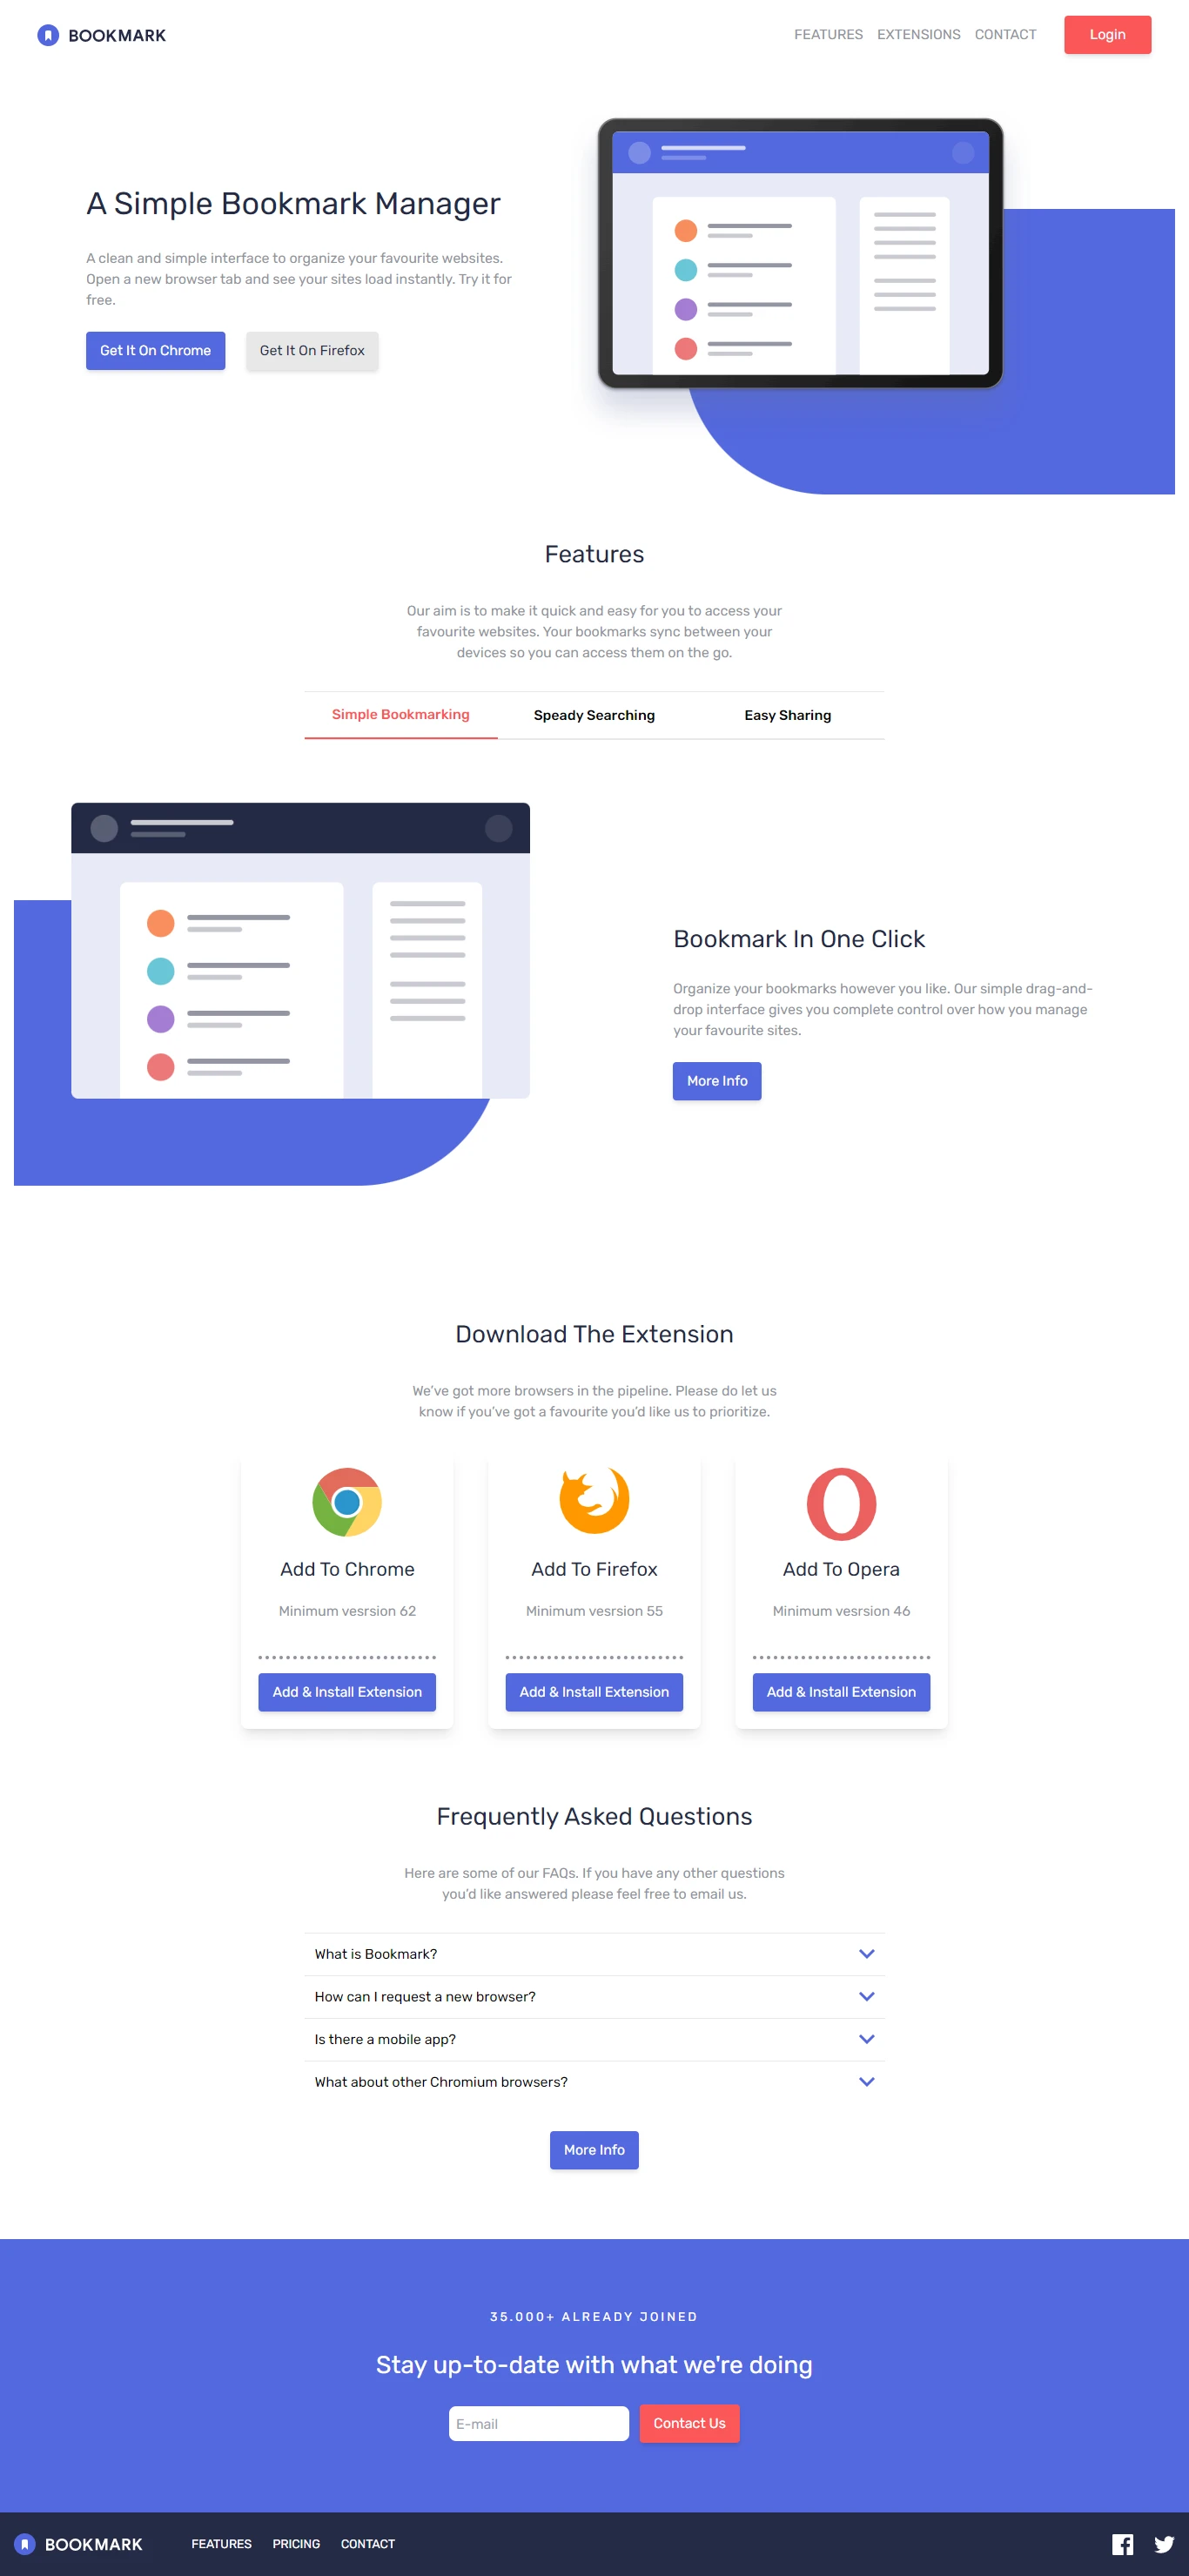 BOOKMARK
FEATURES EXTENSIONS CONTACT Login
A Simple Bookmark Manager
A clean and simple interface to organize your favourite websites.
Open a new browser tab and see your sites load instantly. Try it for
free.
Get It On Chrome Get It On Firefox
Features
Our aim is to make it quick and easy for you to access your
favourite websites. Your bookmarks sync between your
devices so you can access them on the go.
Simple Bookmarking Speady Searching Easy Sharing
Bookmark In One Click
Organize your bookmarks however you like. Our simple drag-and-
drop interface gives you complete control over how you manage
your favourite sites.
More Info
Download The Extension
We’ve got more browsers in the pipeline. Please do let us
know if you’ve got a favourite you’d like us to prioritize.
Add To Chrome
Minimum vesrsion 62
Add & Install Extension
Add To Firefox
Minimum vesrsion 55
Add & Install Extension
Add To Opera
Minimum vesrsion 46
Add & Install Extension
Frequently Asked Questions
Here are some of our FAQs. If you have any other questions
you’d like answered please feel free to email us.
What is Bookmark?
How can I request a new browser?
Is there a mobile app?
What about other Chromium browsers?
More Info
35.000+ ALREADY JOINED
Stay up-to-date with what we're doing
E-mail Contact Us
BOOKMARK FEATURES PRICING CONTACT